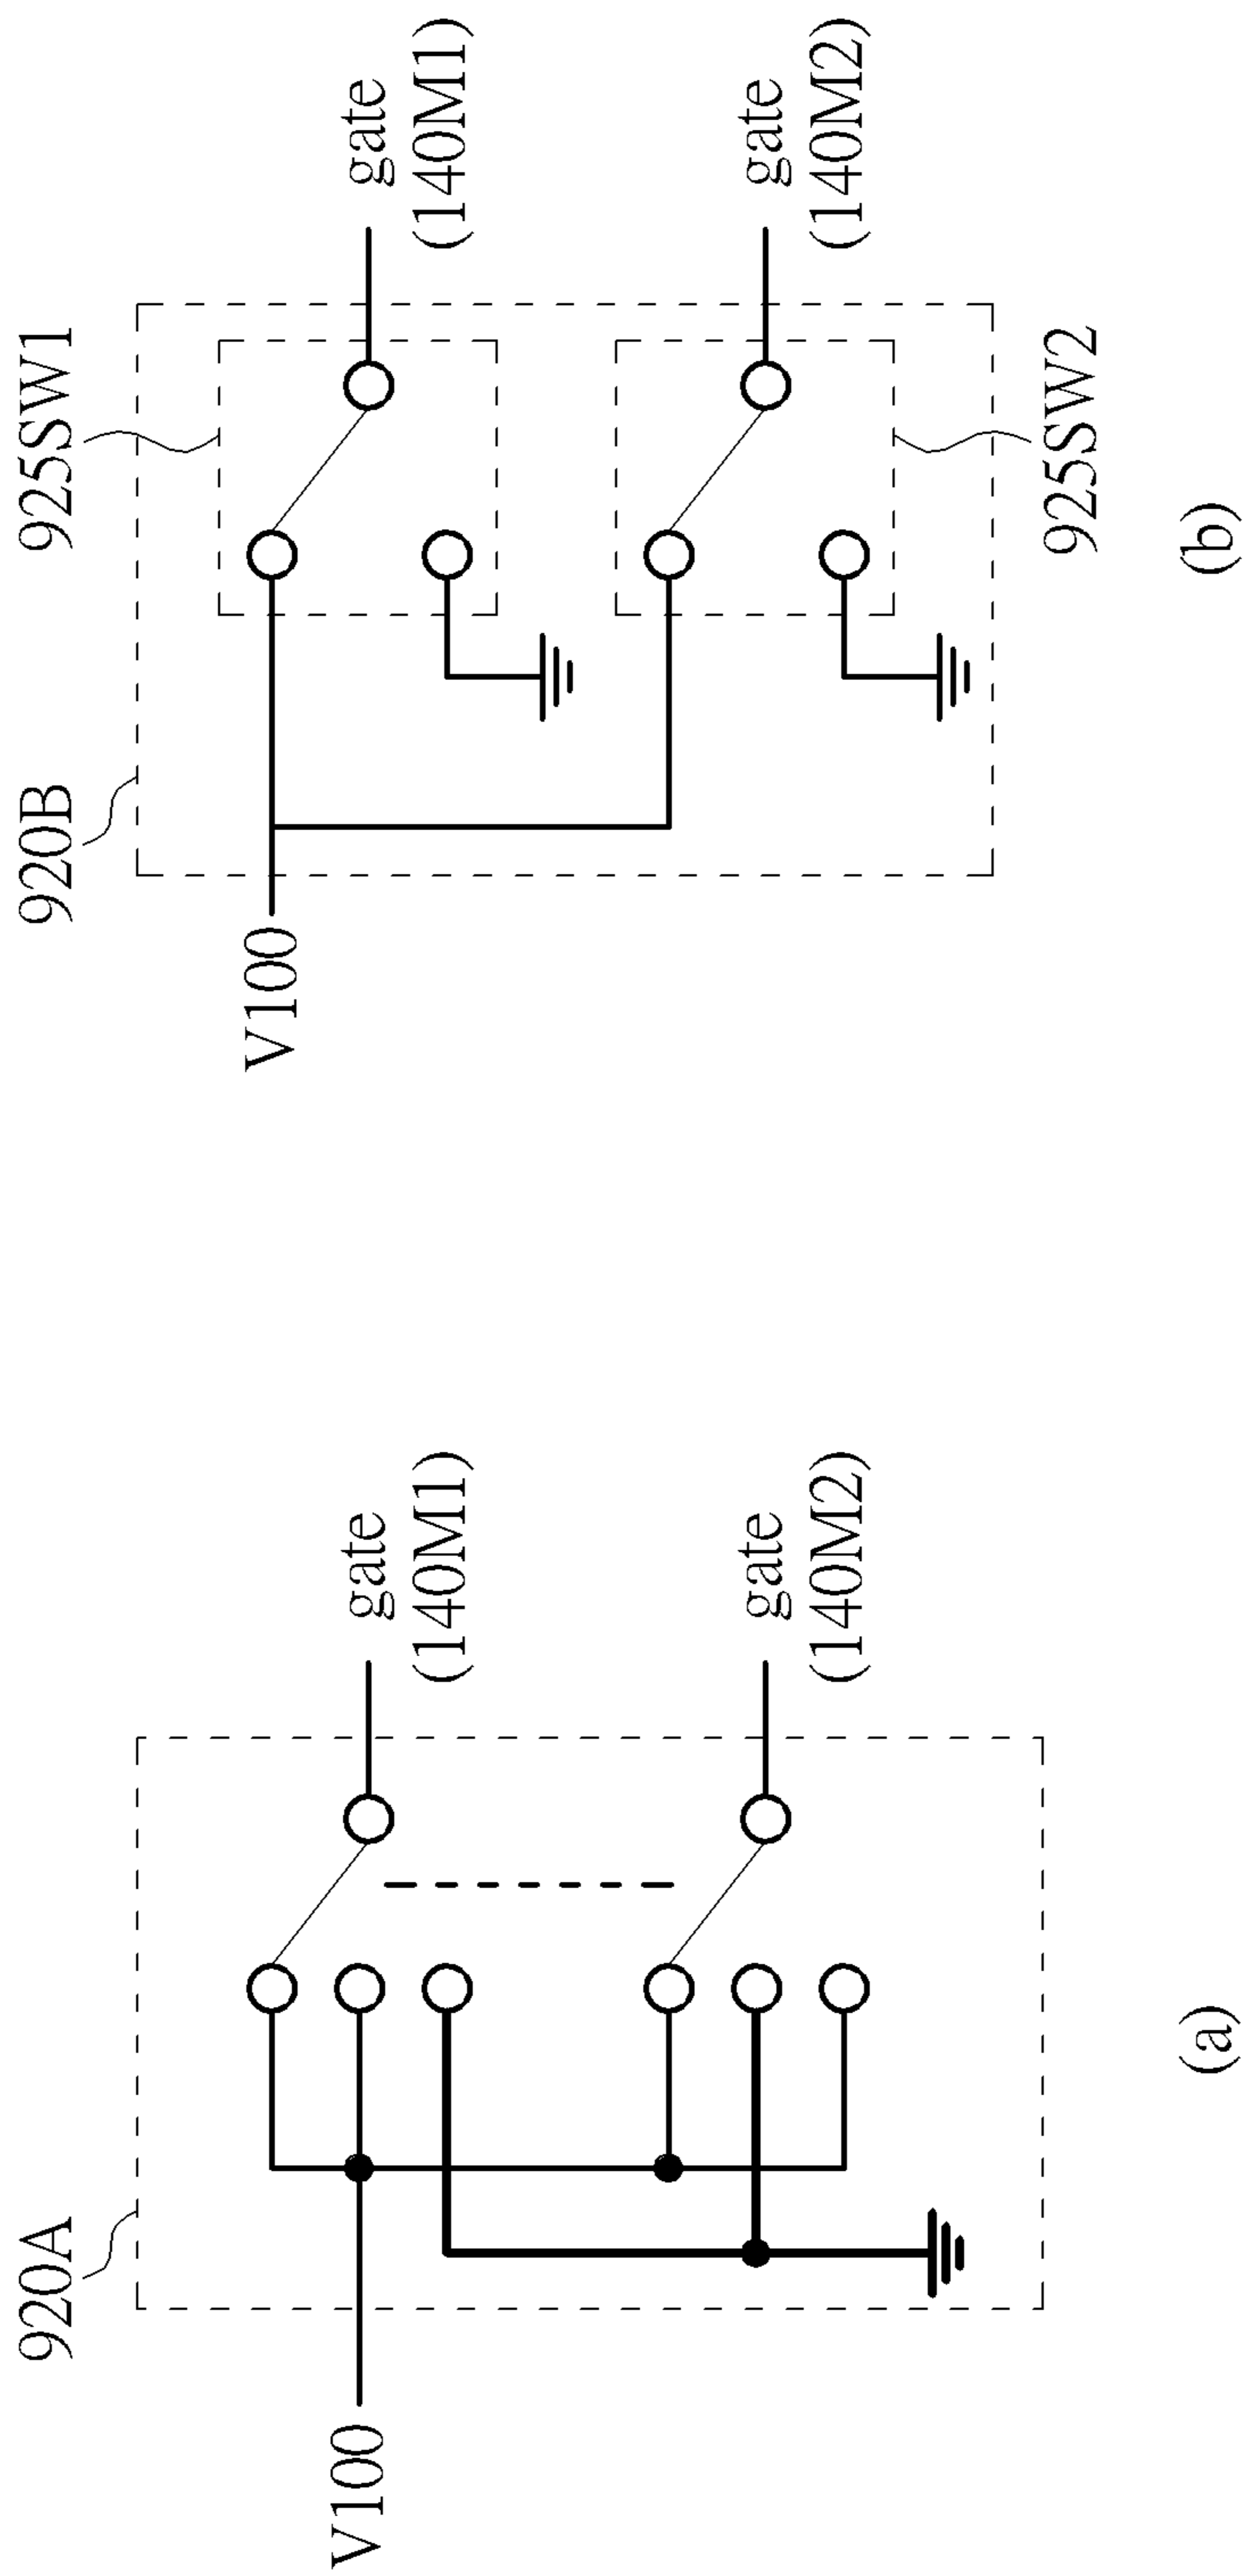 920A
V100
gate
(140M1)
gate
(140M2)
(a)
920B
925SW1
V100
gate
(140M1)
gate
(140M2)
925SW2
(b)